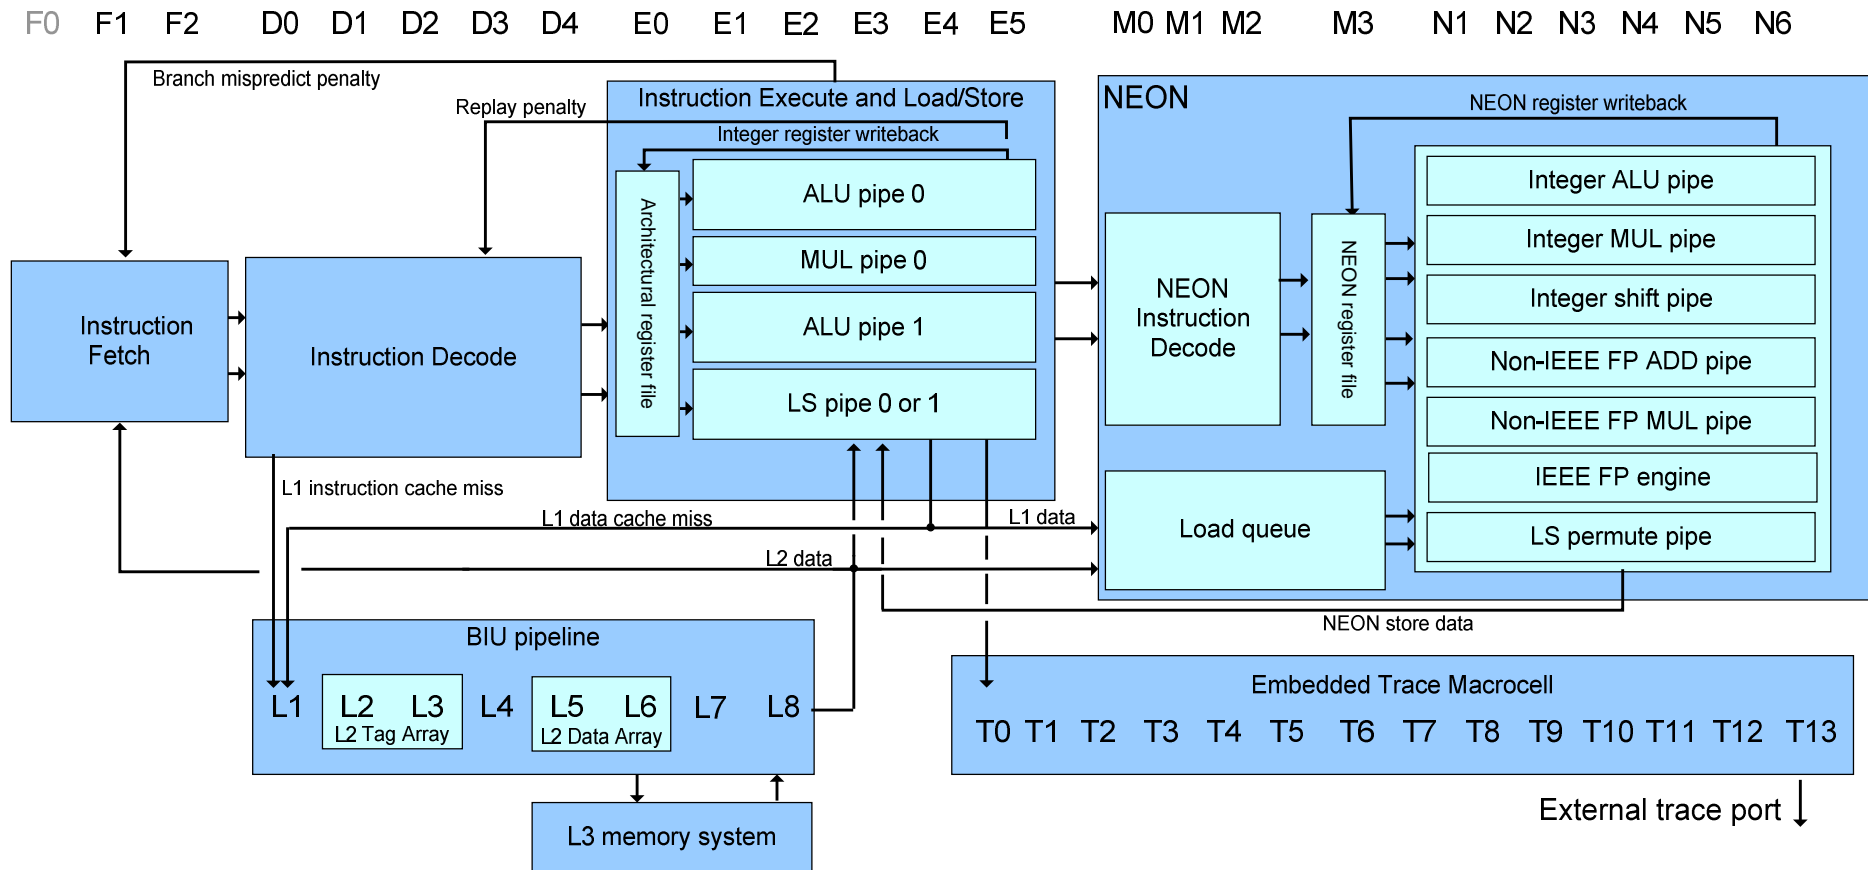 F0 F1 F2 D0 D1 D2 D3 D4 E0 E1 E2 E3 E4 E5 M0 M1 M2 M3 N1 N2 N3 N4 N5 N6
Branch mispredict penalty
Instruction Execute and Load/Store
NEON
NEON register writeback
Replay penalty
Integer register writeback
Architectural register file
ALU pipe 0
MUL pipe 0
ALU pipe 1
LS pipe 0 or 1
Instruction
Fetch
Instruction Decode
NEON
Instruction
Decode
NEON register file
Integer ALU pipe
Integer MUL pipe
Integer shift pipe
Non-IEEE FP ADD pipe
Non-IEEE FP MUL pipe
IEEE FP engine
LS permute pipe
L1 instruction cache miss
L1 data cache miss
L1 data
Load queue
L2 data
NEON store data
BIU pipeline
L1 L2 L3 L4 L5 L6 L7 L8
L2 Tag Array
L2 Data Array
Embedded Trace Macrocell
T0 T1 T2 T3 T4 T5 T6 T7 T8 T9 T10 T11 T12 T13
L3 memory system
External trace port